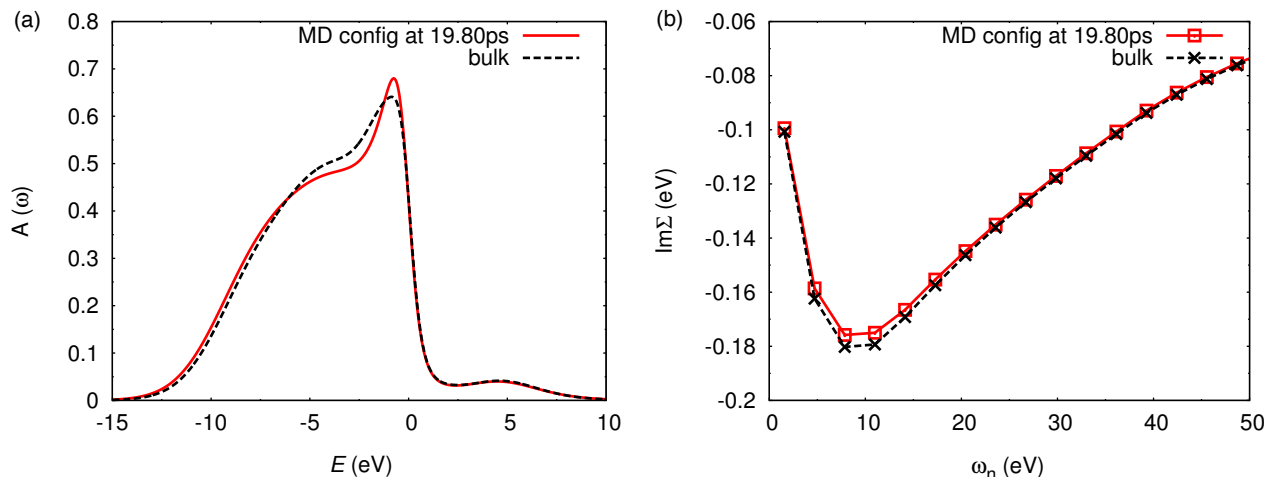 (a)
0.8
0.7
0.6
0.5
0.4
0.3
0.2
0.1
0
A (ω)
MD config at 19.80ps
bulk
-15
-10
-5
0
5
10
E (eV)
(b)
-0.06
-0.08
-0.1
-0.12
-0.14
-0.16
-0.18
-0.2
ImΣ (eV)
MD config at 19.80ps
bulk
0
10
20
30
40
50
ωn (eV)